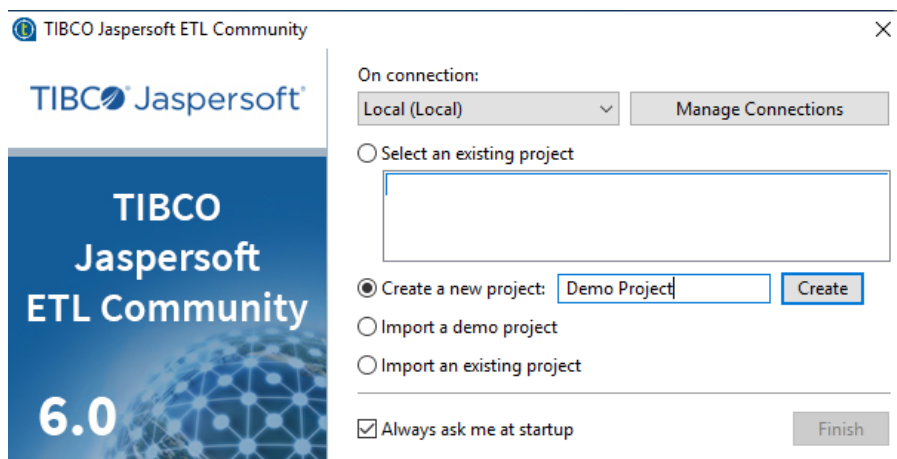 TIBCO Jaspersoft ETL Community
TIBCO Jaspersoft
TIBCO
Jaspersoft
ETL Community
6.0
On connection:
Local (Local)
Manage Connections
Select an existing project
Create a new project:
Demo Project
Create
Import a demo project
Import an existing project
Always ask me at startup
Finish